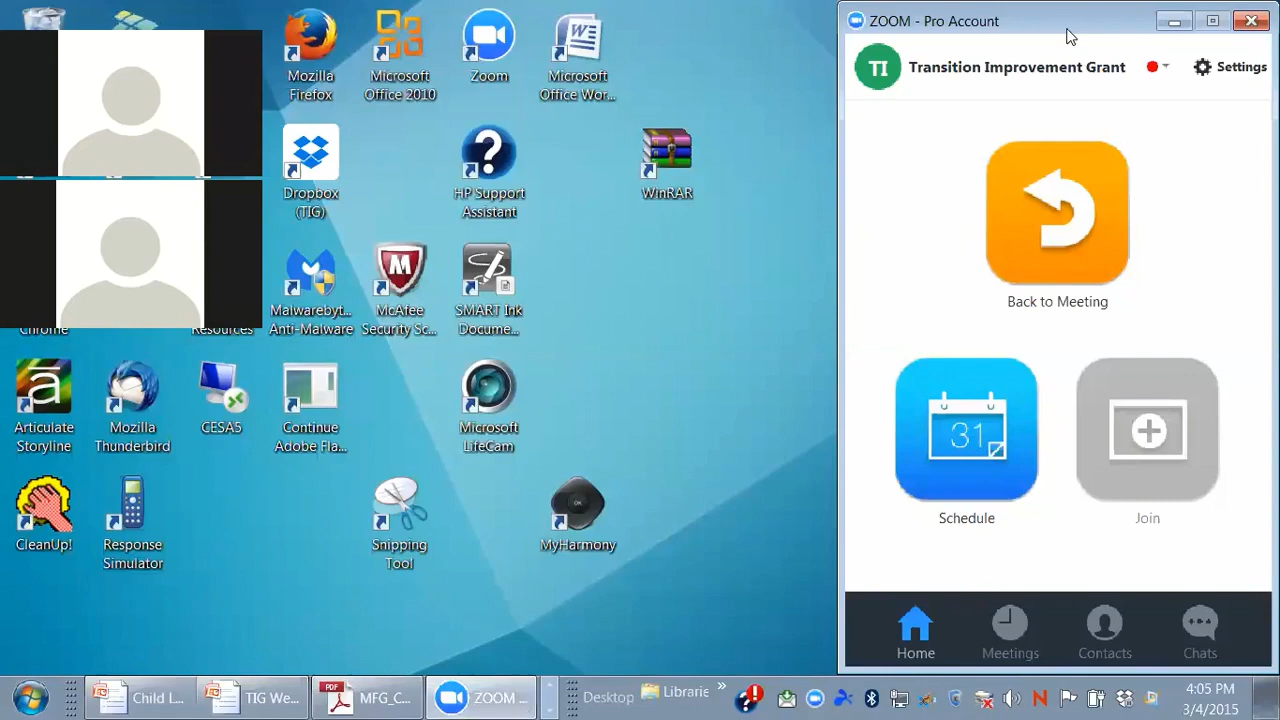 Mozilla
Firefox
Microsoft
Office 2010
Zoom
Microsoft
Office Wor...
Dropbox
(TIG)
HP Support
Assistant
WinRAR
Chrome
Resources
Malwarebyt...
Anti-Malware
McAfee
Security Sc...
SMART Ink
Docume...
Articulate
Storyline
Mozilla
Thunderbird
CESA5
Continue
Adobe Fla...
Microsoft
LifeCam
CleanUp!
Response
Simulator
Snipping
Tool
OK
MyHarmony
ZOOM - Pro Account
TI
Transition Improvement Grant
Settings
Back to Meeting
31
Schedule
Join
Home
Meetings
Contacts
Chats
Child L...
TIG We...
PDF
MFG_C...
ZOOM ...
Desktop
Librarie
»
4:05 PM
3/4/2015